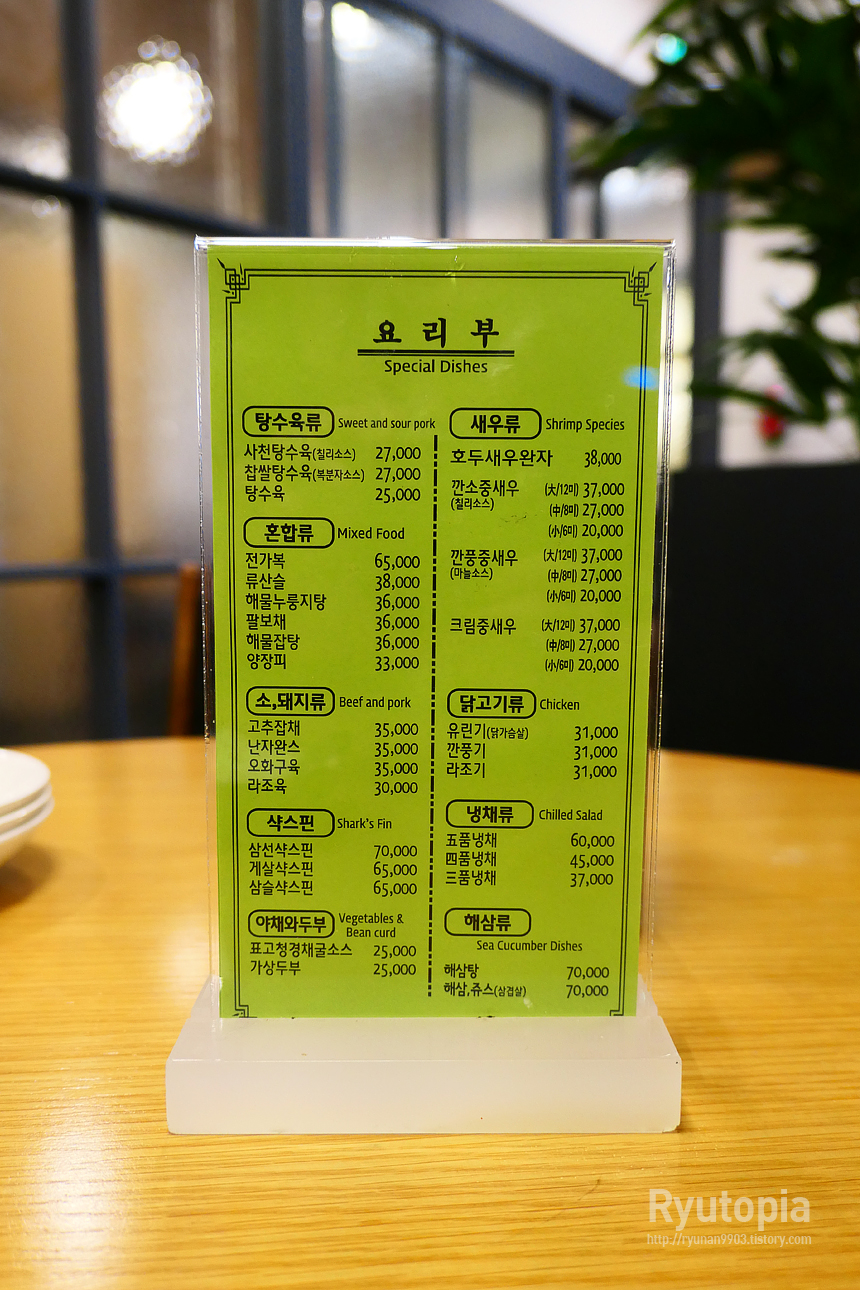 요리부
Special Dishes
탕수육류 Sweet and sour pork
사천탕수육(칠리소스) 27,000
찹쌀탕수육(복분자소스) 27,000
탕수육 25,000
혼합류 Mixed Food
전가복 65,000
류산슬 38,000
해물누룽지탕 36,000
팔보채 36,000
해물잡탕 36,000
양장피 33,000
소,돼지류 Beef and pork
고추잡채 35,000
난자완스 35,000
오화구육 35,000
라조육 30,000
샥스핀 Shark's Fin
삼선샥스핀 70,000
게살샥스핀 65,000
삼슬샥스핀 65,000
야채와두부 Vegetables &
Bean curd
표고청경채굴소스 25,000
가상두부 25,000
새우류 Shrimp Species
호두새우완자 38,000
깐소중새우 (大/12미) 37,000
(칠리소스) (中/8미) 27,000
(小/6미) 20,000
깐풍중새우 (大/12미) 37,000
(마늘소스) (中/8미) 27,000
(小/6미) 20,000
크림중새우 (大/12미) 37,000
(中/8미) 27,000
(小/6미) 20,000
닭고기류 Chicken
유린기(닭가슴살) 31,000
깐풍기 31,000
라조기 31,000
냉채류 Chilled Salad
五품냉채 60,000
四품냉채 45,000
三품냉채 37,000
해삼류
Sea Cucumber Dishes
해삼탕 70,000
해삼,쥬스(삼겹살) 70,000
Ryutopia
http://ryunan9903.tistory.com